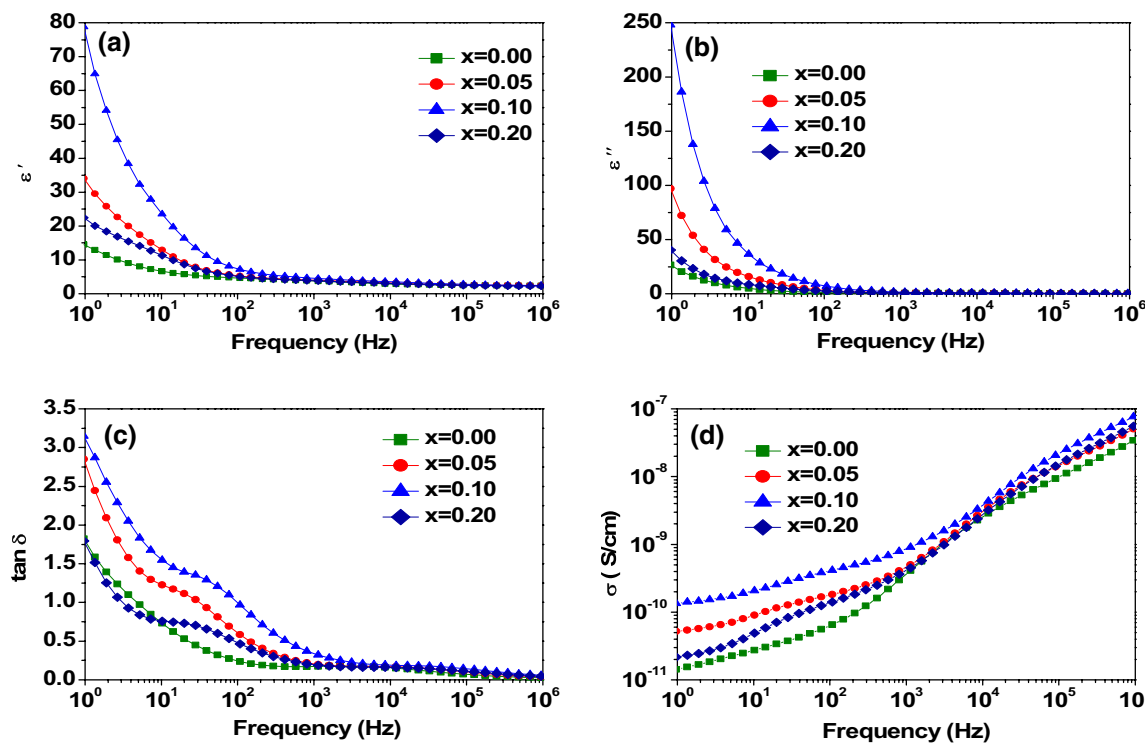 (a)
80
70
60
50
40
30
20
10
0
ε′
x=0.00
x=0.05
x=0.10
x=0.20
10⁰ 10¹ 10² 10³ 10⁴ 10⁵ 10⁶
Frequency (Hz)
(b)
250
200
150
100
50
0
ε″
x=0.00
x=0.05
x=0.10
x=0.20
10⁰ 10¹ 10² 10³ 10⁴ 10⁵ 10⁶
Frequency (Hz)
(c)
3.5
3.0
2.5
2.0
1.5
1.0
0.5
0.0
tan δ
x=0.00
x=0.05
x=0.10
x=0.20
10⁰ 10¹ 10² 10³ 10⁴ 10⁵ 10⁶
Frequency (Hz)
(d)
10⁻⁷
10⁻⁸
10⁻⁹
10⁻¹⁰
10⁻¹¹
σ ( S/cm)
x=0.00
x=0.05
x=0.10
x=0.20
10⁰ 10¹ 10² 10³ 10⁴ 10⁵ 10⁶
Frequency (Hz)